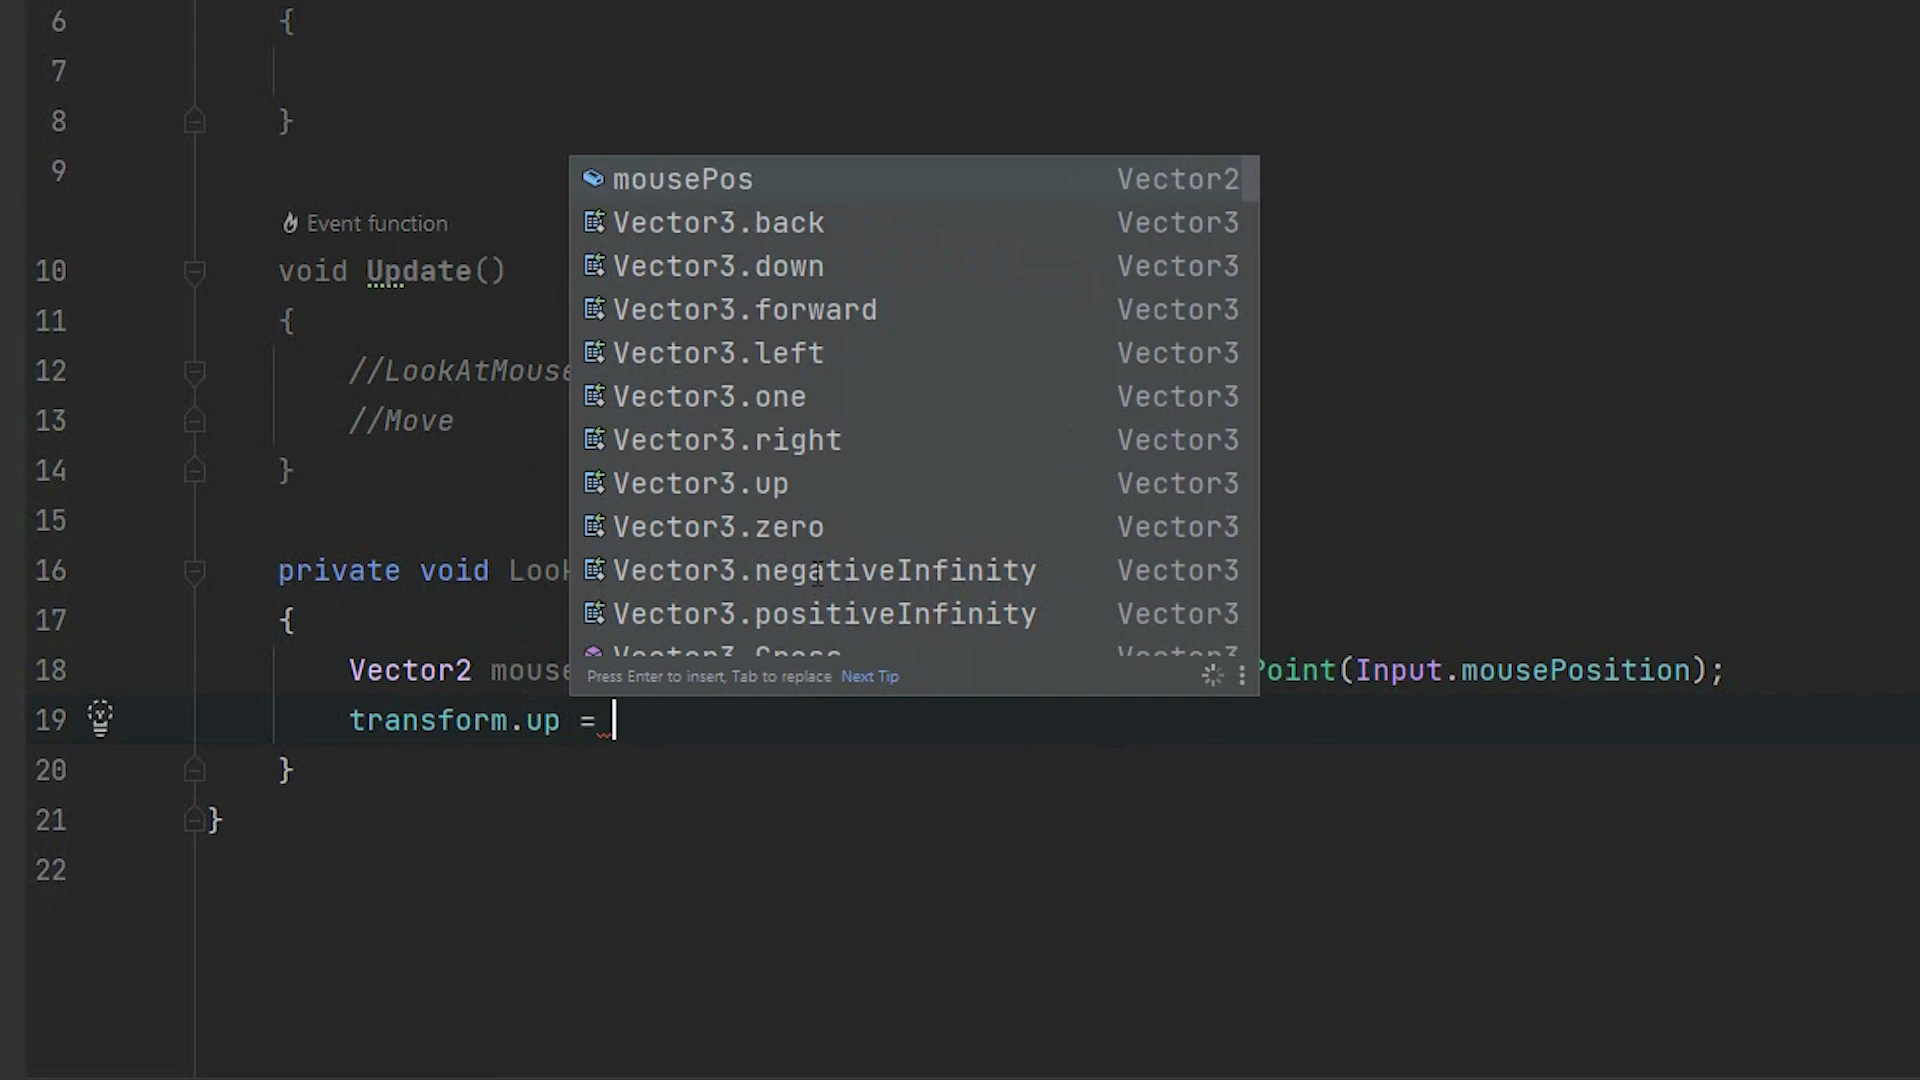 6 {
7
8 }
9
Event function
10 void Update()
11 {
12 //LookAtMouse
13 //Move
14 }
15
16 private void Look
17 {
18 Vector2 mouse Point(Input.mousePosition);
19 transform.up =
20 }
21 }
22
mousePos Vector2
Vector3.back Vector3
Vector3.down Vector3
Vector3.forward Vector3
Vector3.left Vector3
Vector3.one Vector3
Vector3.right Vector3
Vector3.up Vector3
Vector3.zero Vector3
Vector3.negativeInfinity Vector3
Vector3.positiveInfinity Vector3
Vector3.Cross Vector3
Press Enter to insert, Tab to replace Next Tip